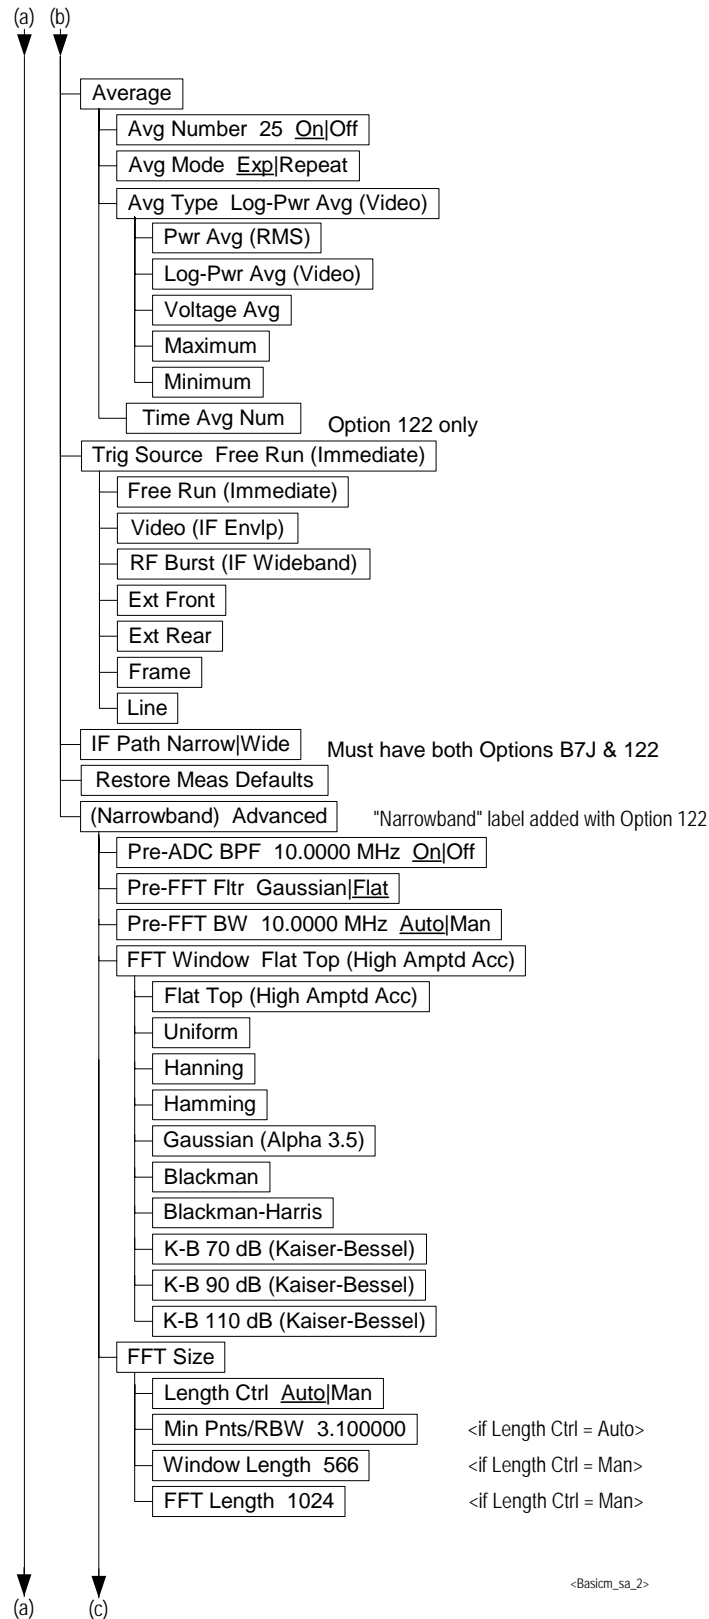 (a) (b)
Average
Avg Number 25 On|Off
Avg Mode Exp|Repeat
Avg Type Log-Pwr Avg (Video)
Pwr Avg (RMS)
Log-Pwr Avg (Video)
Voltage Avg
Maximum
Minimum
Time Avg Num Option 122 only
Trig Source Free Run (Immediate)
Free Run (Immediate)
Video (IF Envlp)
RF Burst (IF Wideband)
Ext Front
Ext Rear
Frame
Line
IF Path Narrow|Wide Must have both Options B7J & 122
Restore Meas Defaults
(Narrowband) Advanced "Narrowband" label added with Option 122
Pre-ADC BPF 10.0000 MHz On|Off
Pre-FFT Fltr Gaussian|Flat
Pre-FFT BW 10.0000 MHz Auto|Man
FFT Window Flat Top (High Amptd Acc)
Flat Top (High Amptd Acc)
Uniform
Hanning
Hamming
Gaussian (Alpha 3.5)
Blackman
Blackman-Harris
K-B 70 dB (Kaiser-Bessel)
K-B 90 dB (Kaiser-Bessel)
K-B 110 dB (Kaiser-Bessel)
FFT Size
Length Ctrl Auto|Man
Min Pnts/RBW 3.100000 <if Length Ctrl = Auto>
Window Length 566 <if Length Ctrl = Man>
FFT Length 1024 <if Length Ctrl = Man>
<Basicm_sa_2>
(a) (c)